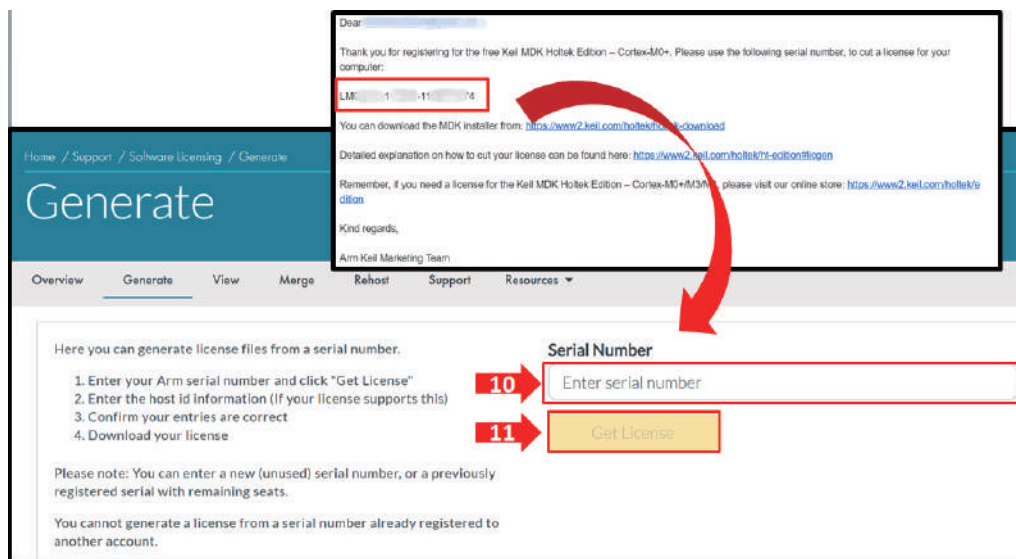 Dear
Thank you for registering for the free Keil MDK Holtek Edition – Cortex-M0+. Please use the following serial number, to cut a license for your
computer:
You can download the MDK installer from: https://www2.keil.com/holtek/
Detailed explanation on how to cut your license can be found here: https://www2.keil.com/holtek/ht-edition#licgen
Remember, if you need a license for the Keil MDK Holtek Edition – Cortex-M0+/M3/ please visit our online store: https://www2.keil.com/holtek/e
dition
Kind regards,
Arm Keil Marketing Team
Home / Support / Software Licensing / Generate
Generate
Overview Generate View Merge Rehost Support Resources
Here you can generate license files from a serial number.
1. Enter your Arm serial number and click "Get License"
2. Enter the host id information (If your license supports this)
3. Confirm your entries are correct
4. Download your license
Please note: You can enter a new (unused) serial number, or a previously
registered serial with remaining seats.
You cannot generate a license from a serial number already registered to
another account.
Serial Number
10
Enter serial number
11
Get License